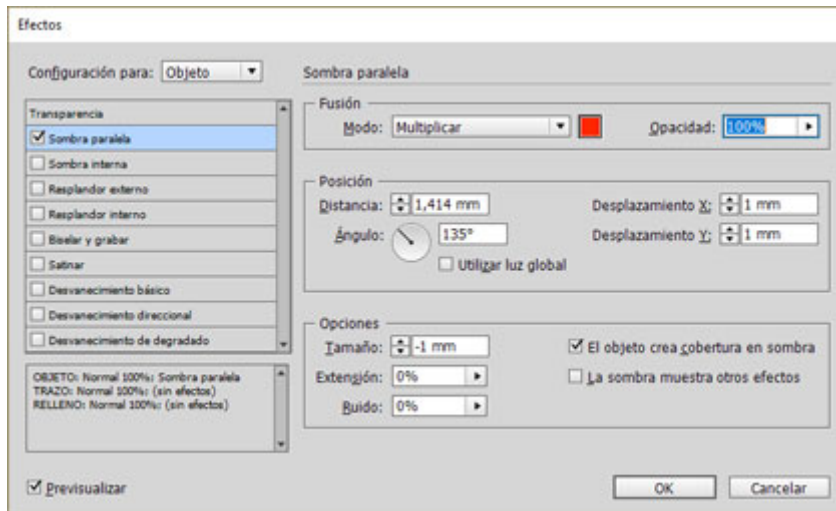 Efectos
Configuración para: Objeto
Transparencia
Sombra paralela
Sombra interna
Resplandor externo
Resplandor interno
Biselar y grabar
Satinar
Desvanecimiento básico
Desvanecimiento direccional
Desvanecimiento de degradado
OBJETO: Normal 100%: Sombra paralela
TRAZO: Normal 100%: (sin efectos)
RELLENO: Normal 100%: (sin efectos)
Previsualizar
Sombra paralela
Fusión
Modo: Multiplicar Opacidad: 100%
Posición
Distancia: 1,414 mm Desplazamiento X: 1 mm
Ángulo: 135° Desplazamiento Y: 1 mm
Utilizar luz global
Opciones
Tamaño: -1 mm El objeto crea cobertura en sombra
Extensión: 0% La sombra muestra otros efectos
Ruido: 0%
OK Cancelar